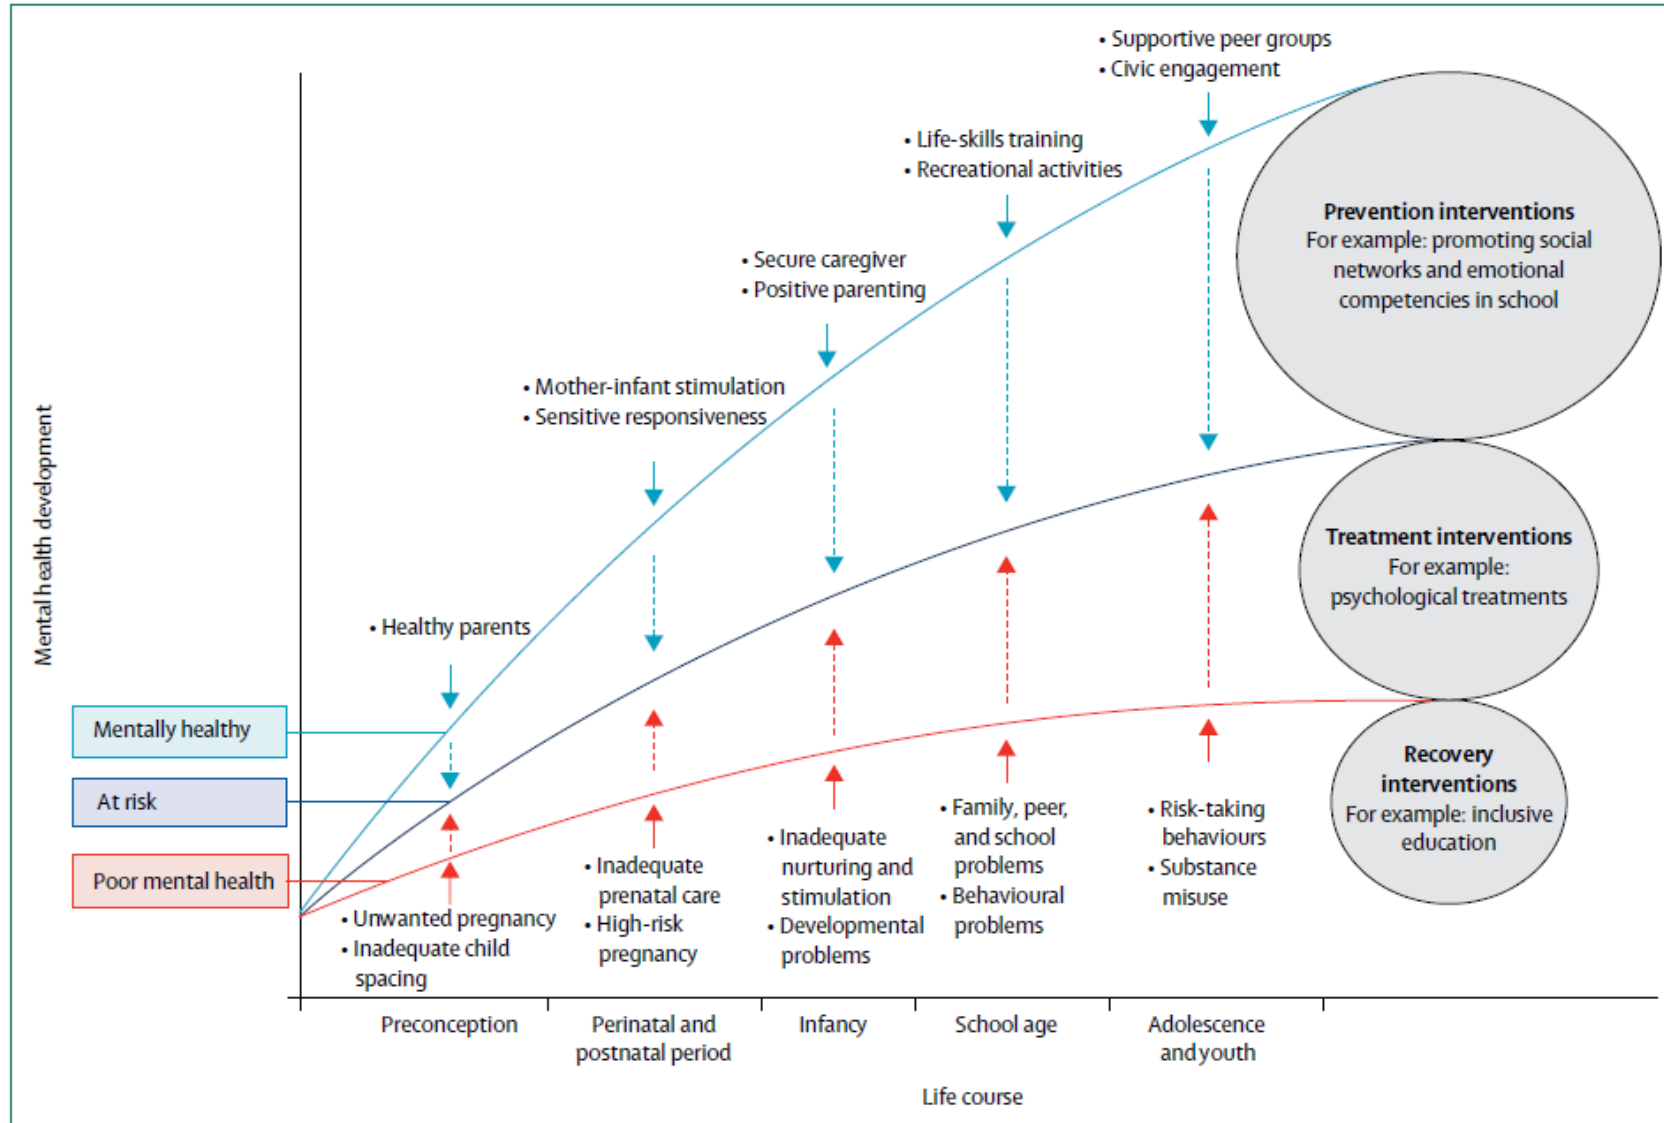 • Supportive peer groups
• Civic engagement
• Life-skills training
• Recreational activities
• Secure caregiver
• Positive parenting
• Mother-infant stimulation
• Sensitive responsiveness
• Healthy parents
Prevention interventions
For example: promoting social
networks and emotional
competencies in school
Treatment interventions
For example:
psychological treatments
Recovery
interventions
For example: inclusive
education
Mental health development
Mentally healthy
At risk
Poor mental health
• Unwanted pregnancy
• Inadequate child
spacing
• Inadequate
prenatal care
• High-risk
pregnancy
• Inadequate
nurturing and
stimulation
• Developmental
problems
• Family, peer,
and school
problems
• Behavioural
problems
• Risk-taking
behaviours
• Substance
misuse
Preconception
Perinatal and
postnatal period
Infancy
School age
Adolescence
and youth
Life course